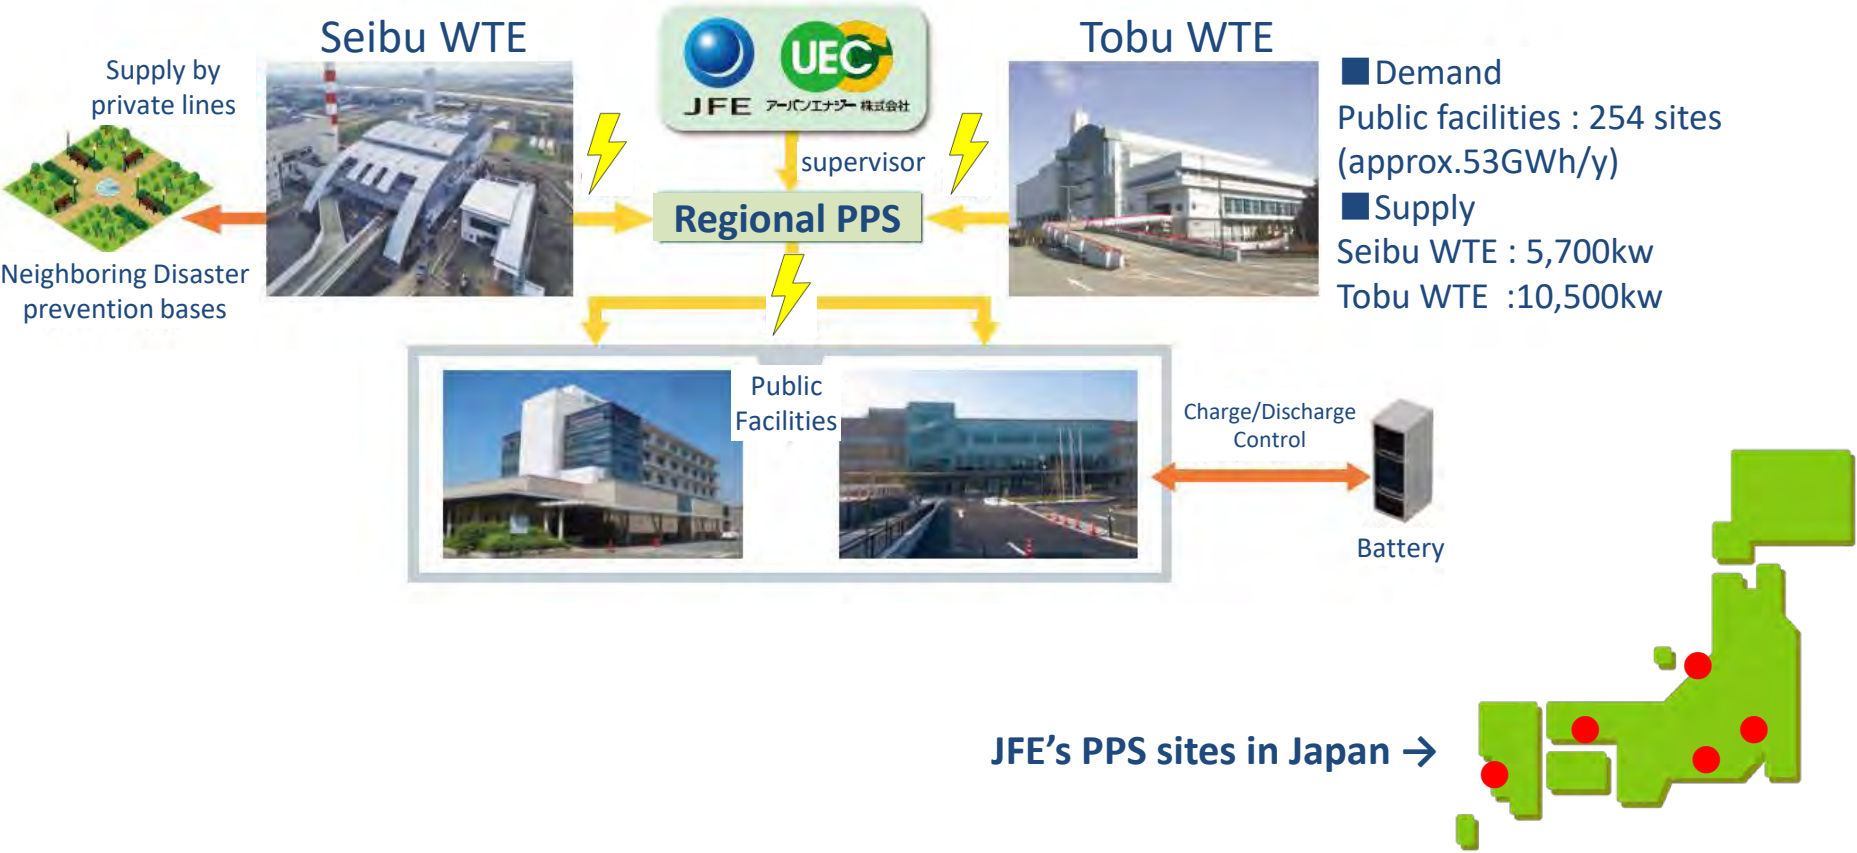 Seibu WTE
Tobu WTE
UEC
JFE
アーバンエナジー 株式会社
Supply by
private lines
supervisor
Regional PPS
Neighboring Disaster
prevention bases
■Demand
Public facilities : 254 sites
(approx.53GWh/y)
■Supply
Seibu WTE : 5,700kw
Tobu WTE :10,500kw
Public
Facilities
Charge/Discharge
Control
Battery
JFE’s PPS sites in Japan →